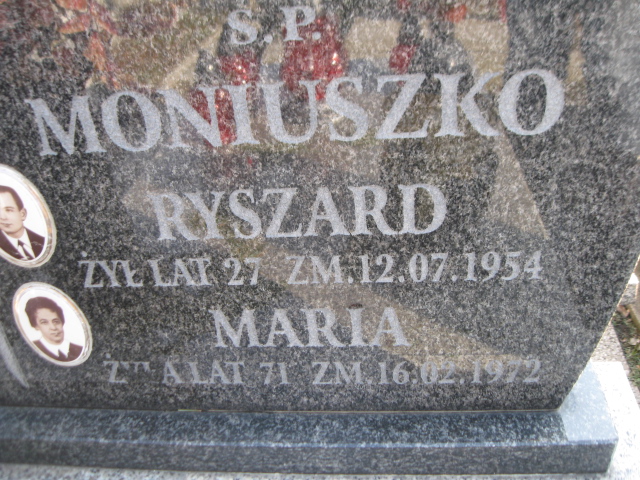 Ś.P.
MONIUSZKO
RYSZARD
ŻYŁ LAT 27 ZM.12.07.1954
MARIA
LAT 71 ZM.16.02.1972